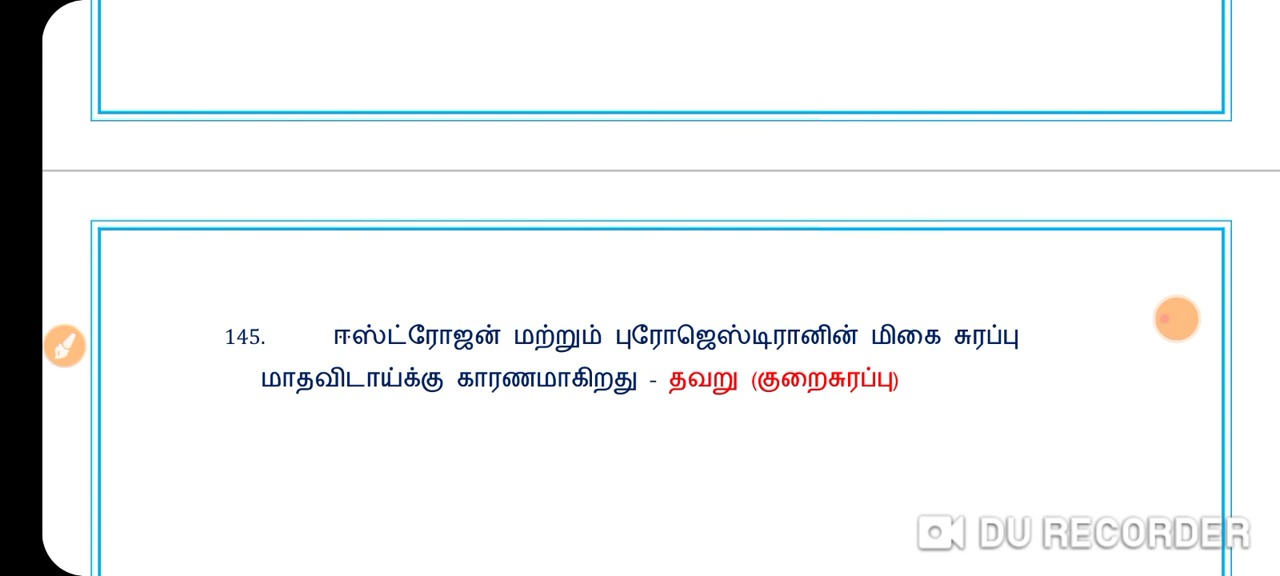 145. ஈஸ்ட்ரோஜன் மற்றும் புரோஜெஸ்டிரானின் மிகை சுரப்பு
மாதவிடாய்க்கு காரணமாகிறது - தவறு (குறைசுரப்பு)
DU RECORDER